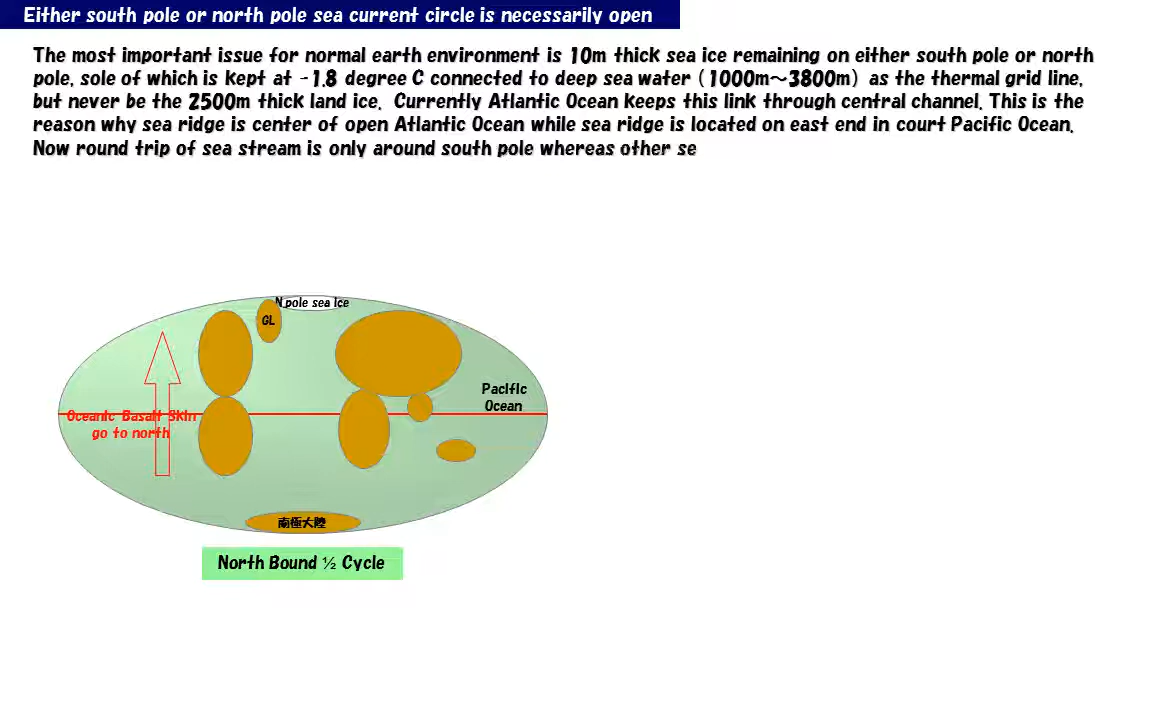 Either south pole or north pole sea current circle is necessarily open
The most important issue for normal earth environment is 10m thick sea ice remaining on either south pole or north
pole, sole of which is kept at -1.8 degree C connected to deep sea water (1000m～3800m) as the thermal grid line,
but never be the 2500m thick land ice. Currently Atlantic Ocean keeps this link through central channel. This is the
reason why sea ridge is center of open Atlantic Ocean while sea ridge is located on east end in court Pacific Ocean.
Now round trip of sea stream is only around south pole whereas other se
N pole sea ice
GL
Pacific
Ocean
Oceanic Basalt Skin
go to north
南極大陸
North Bound ½ Cycle